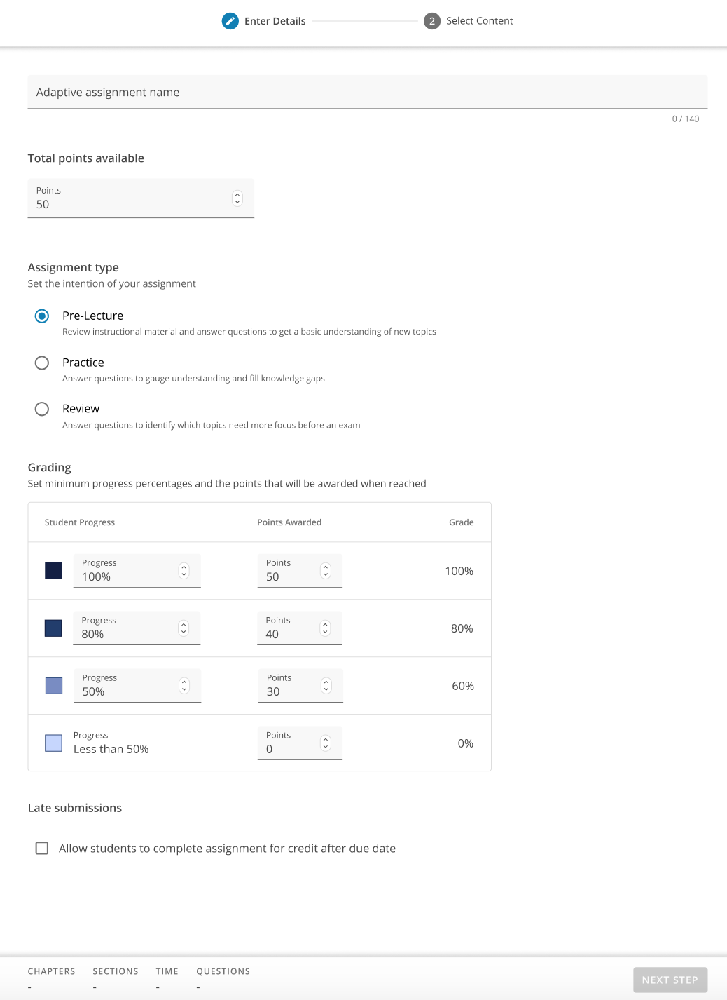 Enter Details
2 Select Content
Adaptive assignment name
0 / 140
Total points available
Points
50
Assignment type
Set the intention of your assignment
Pre-Lecture
Review instructional material and answer questions to get a basic understanding of new topics
Practice
Answer questions to gauge understanding and fill knowledge gaps
Review
Answer questions to identify which topics need more focus before an exam
Grading
Set minimum progress percentages and the points that will be awarded when reached
Student Progress Points Awarded Grade
Progress Points
100% 50 100%
Progress Points
80% 40 80%
Progress Points
50% 30 60%
Progress Points
Less than 50% 0 0%
Late submissions
Allow students to complete assignment for credit after due date
CHAPTERS SECTIONS TIME QUESTIONS
- - - -
NEXT STEP